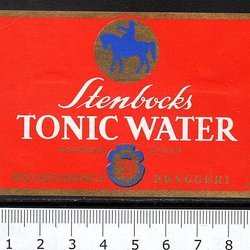 Stenbocks
TONIC WATER
BRYGGERI
1 2 3 4 5 6 7 8